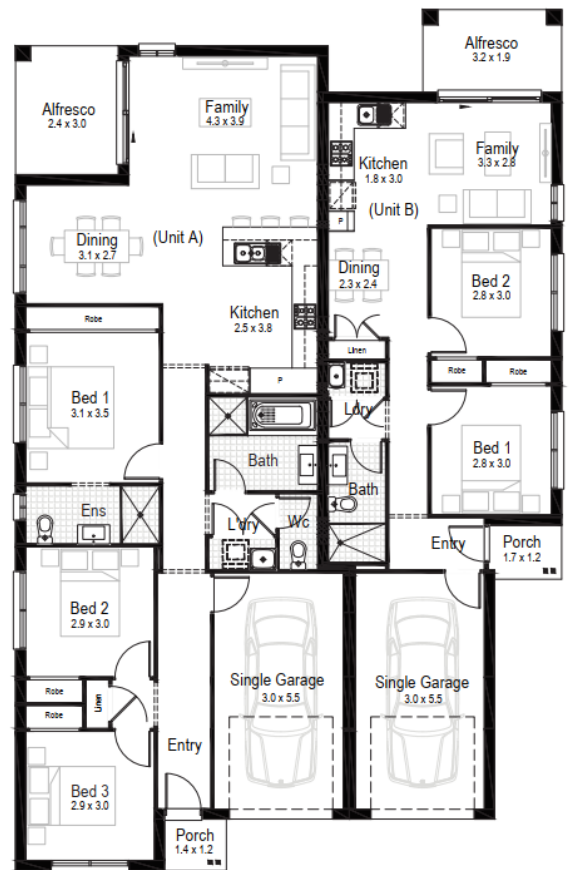 Alfresco
3.2 x 1.9
Alfresco
2.4 x 3.0
Family
4.3 x 3.9
Kitchen
1.8 x 3.0
Family
3.3 x 2.8
(Unit B)
P
Dining
3.1 x 2.7
(Unit A)
Dining
2.3 x 2.4
Bed 2
2.8 x 3.0
Kitchen
2.5 x 3.8
Robe
Linen
P
Robe
Robe
Bed 1
3.1 x 3.5
L'dry
Bed 1
2.8 x 3.0
Bath
Bath
Ens
L'dry
Wc
Entry
Porch
1.7 x 1.2
Bed 2
2.9 x 3.0
Robe
Linen
Robe
Single Garage
3.0 x 5.5
Single Garage
3.0 x 5.5
Entry
Bed 3
2.9 x 3.0
Porch
1.4 x 1.2